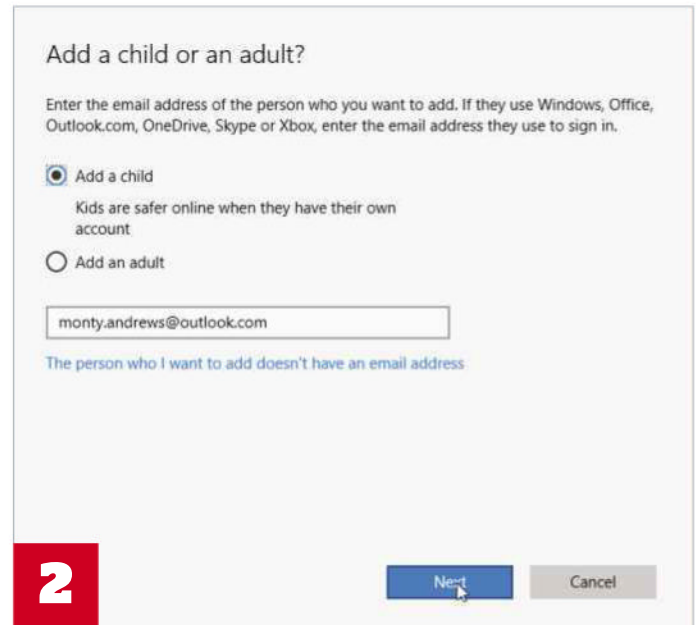 Add a child or an adult?
Enter the email address of the person who you want to add. If they use Windows, Office,
Outlook.com, OneDrive, Skype or Xbox, enter the email address they use to sign in.
Add a child
Kids are safer online when they have their own
account
Add an adult
monty.andrews@outlook.com
The person who I want to add doesn't have an email address
2
Next
Cancel